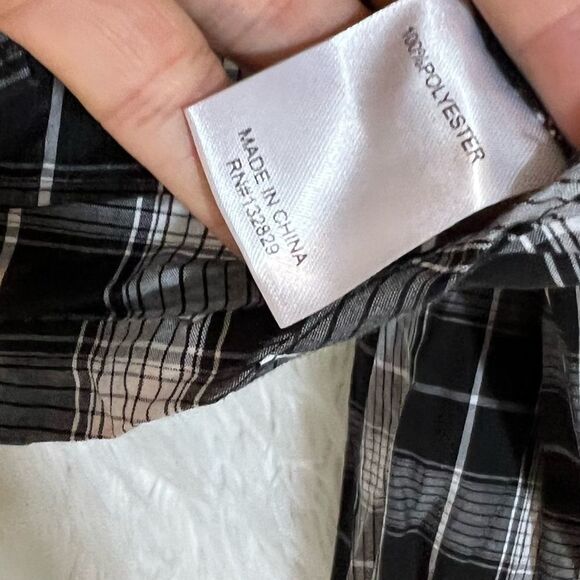 100%POLYESTER
MADE IN CHINA
RN#132829